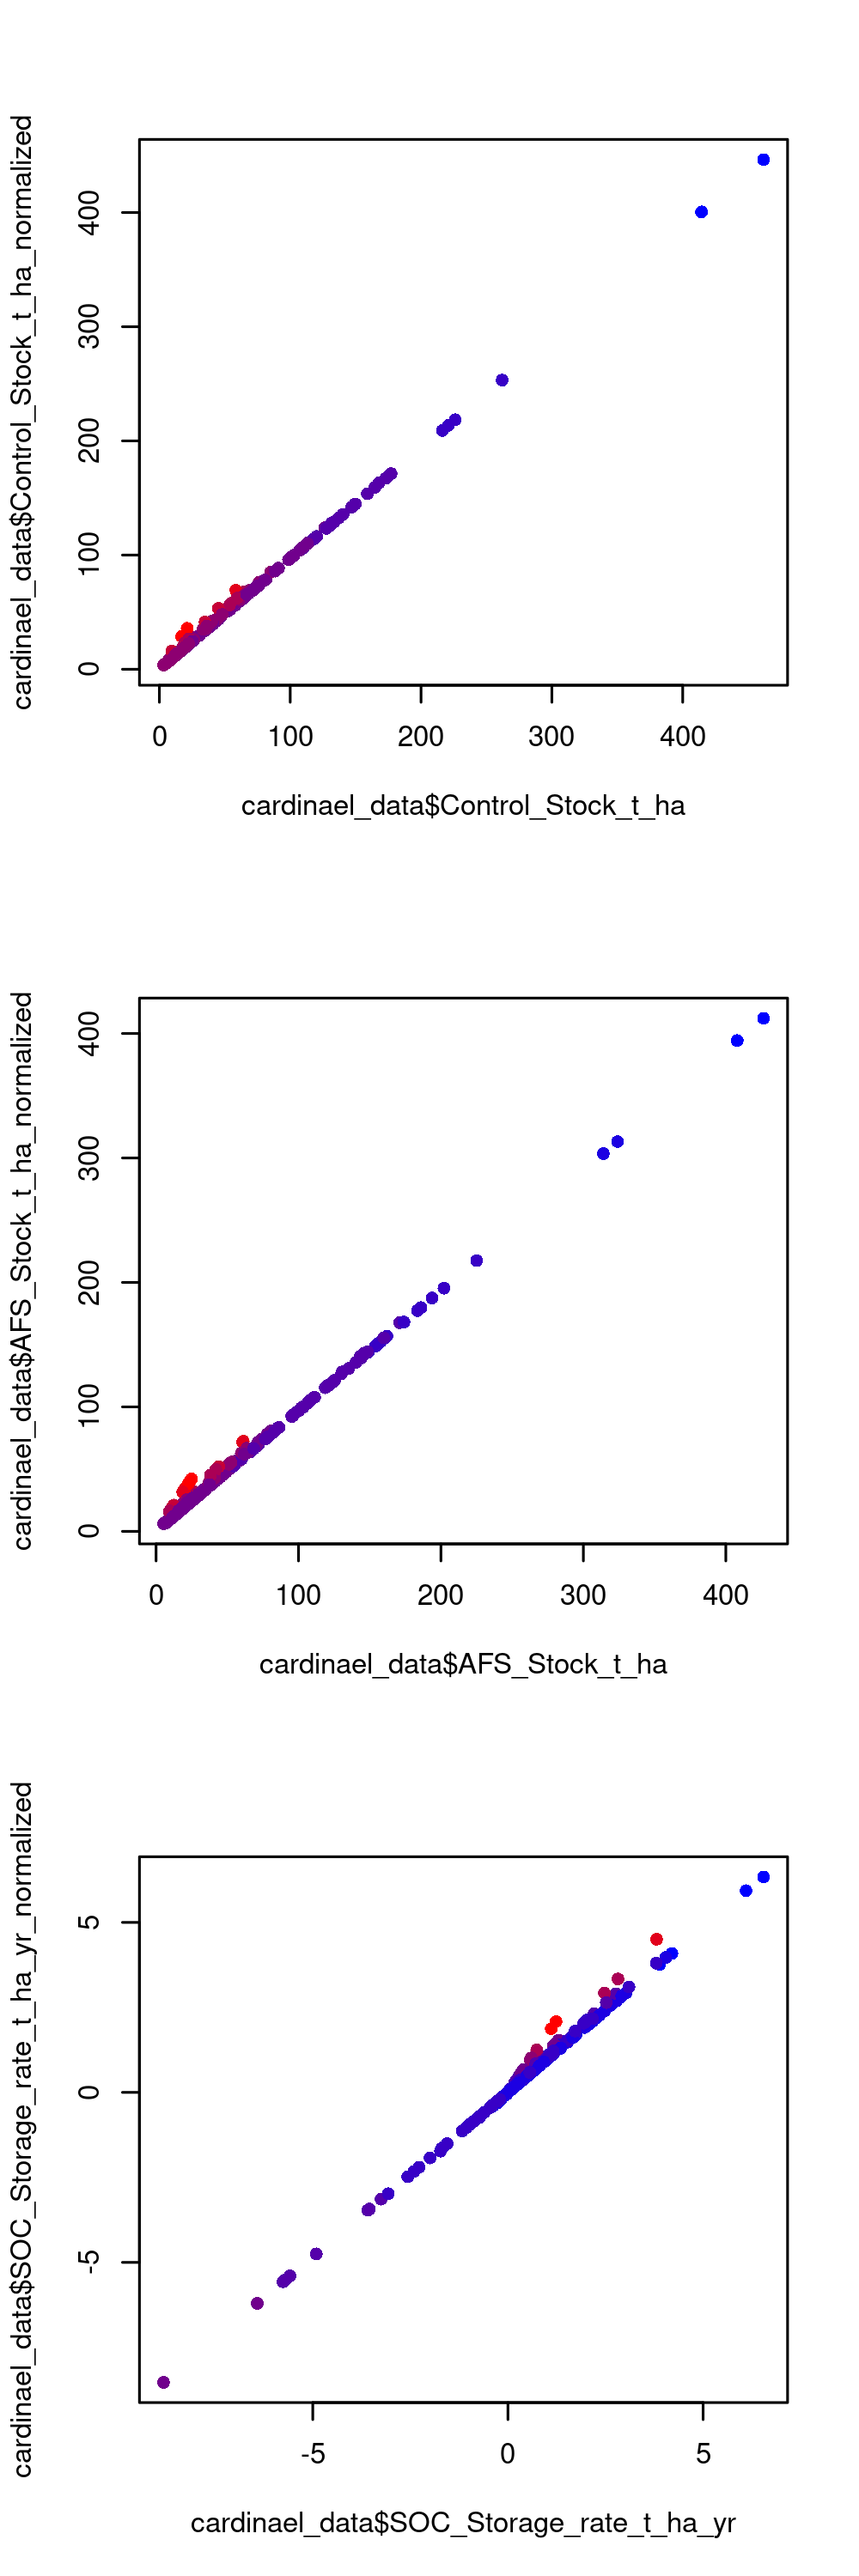 cardinael_data$Control_Stock_t_ha_normalized
400
300
200
100
0
0 100 200 300 400
cardinael_data$Control_Stock_t_ha
cardinael_data$AFS_Stock_t_ha_normalized
400
300
200
100
0
0 100 200 300 400
cardinael_data$AFS_Stock_t_ha
cardinael_data$SOC_Storage_rate_t_ha_yr_normalized
5
0
-5
-5 0 5
cardinael_data$SOC_Storage_rate_t_ha_yr